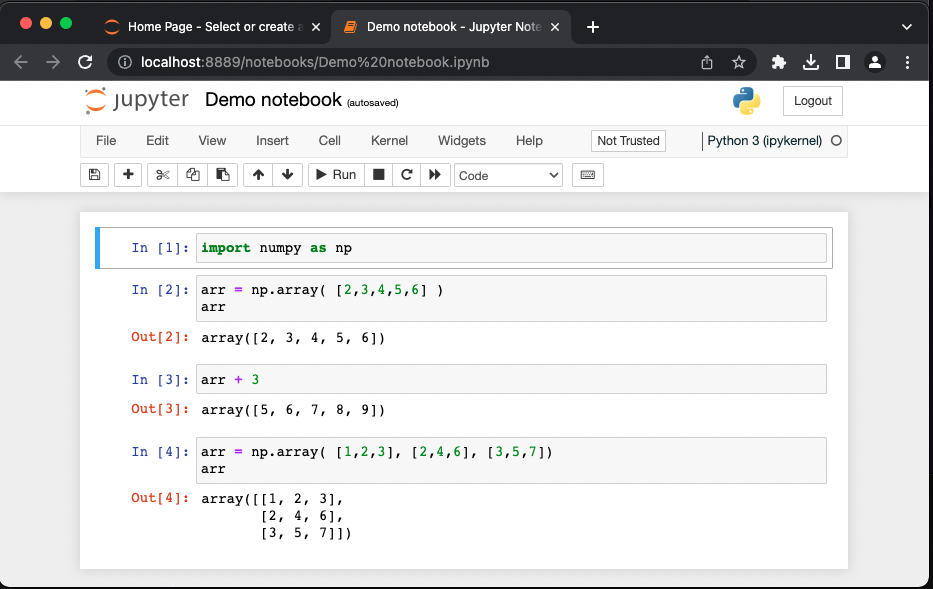 Home Page - Select or create a
Demo notebook - Jupyter Note
localhost:8889/notebooks/Demo%20notebook.ipynb
jupyter Demo notebook (autosaved)
Logout
File Edit View Insert Cell Kernel Widgets Help Not Trusted Python 3 (ipykernel)
Run Code
In [1]: import numpy as np
In [2]: arr = np.array( [2,3,4,5,6] )
arr
Out[2]: array([2, 3, 4, 5, 6])
In [3]: arr + 3
Out[3]: array([5, 6, 7, 8, 9])
In [4]: arr = np.array( [1,2,3], [2,4,6], [3,5,7])
arr
Out[4]: array([[1, 2, 3],
[2, 4, 6],
[3, 5, 7]])